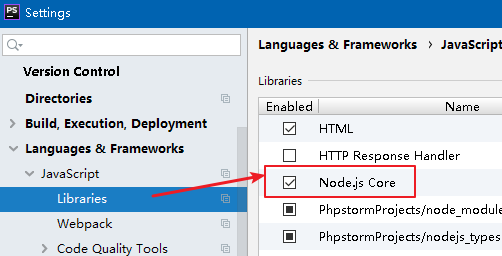 PS Settings
Languages & Frameworks › JavaScript
Version Control
Directories
Build, Execution, Deployment
Languages & Frameworks
JavaScript
Libraries
Webpack
Code Quality Tools
Libraries
Enabled Name
HTML
HTTP Response Handler
Node.js Core
PhpstormProjects/node_module
PhpstormProjects/nodejs_types